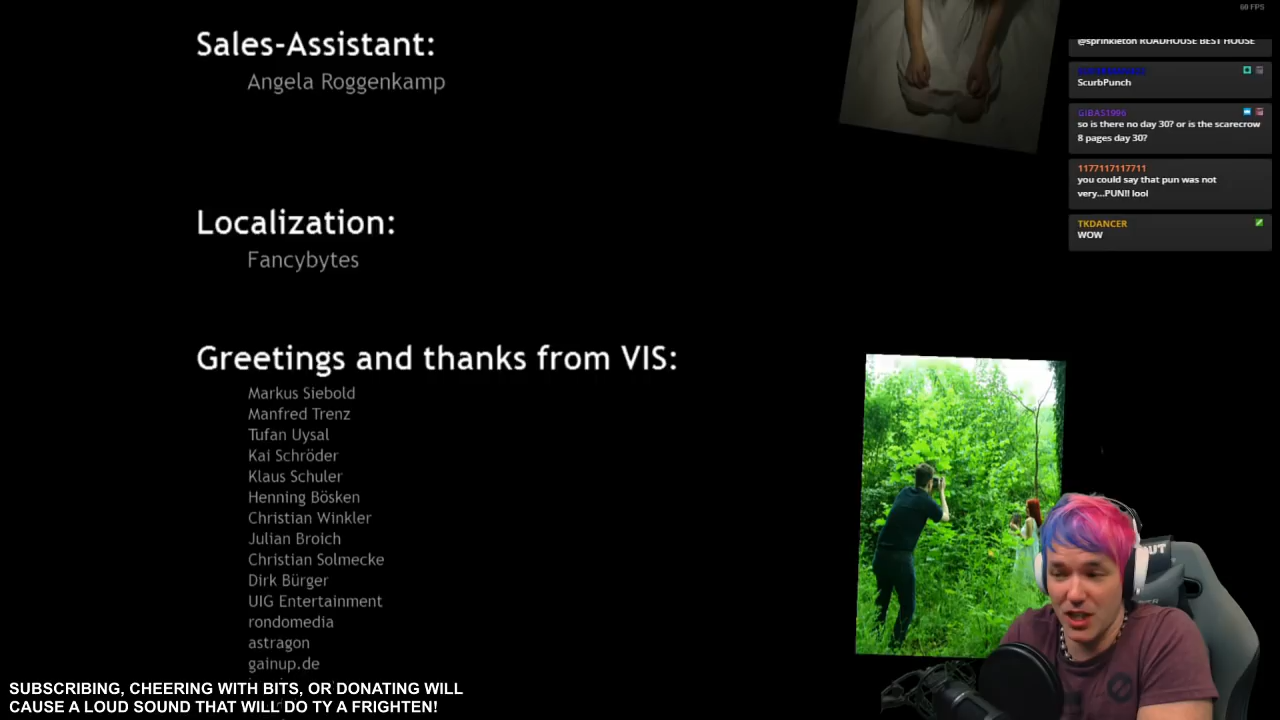 60 FPS
Sales-Assistant:
Angela Roggenkamp
Localization:
Fancybytes
Greetings and thanks from VIS:
Markus Siebold
Manfred Trenz
Tufan Uysal
Kai Schröder
Klaus Schuler
Henning Bösken
Christian Winkler
Julian Broich
Christian Solmecke
Dirk Bürger
UIG Entertainment
rondomedia
astragon
gainup.de
@sprinkleton ROADHOUSE BEST HOUSE
ScurbPunch
GIBAS1996
so is there no day 30? or is the scarecrow
8 pages day 30?
1177117117711
you could say that pun was not
very...PUN!! lool
TKDANCER
WOW
SUBSCRIBING, CHEERING WITH BITS, OR DONATING WILL
CAUSE A LOUD SOUND THAT WILL DO TY A FRIGHTEN!